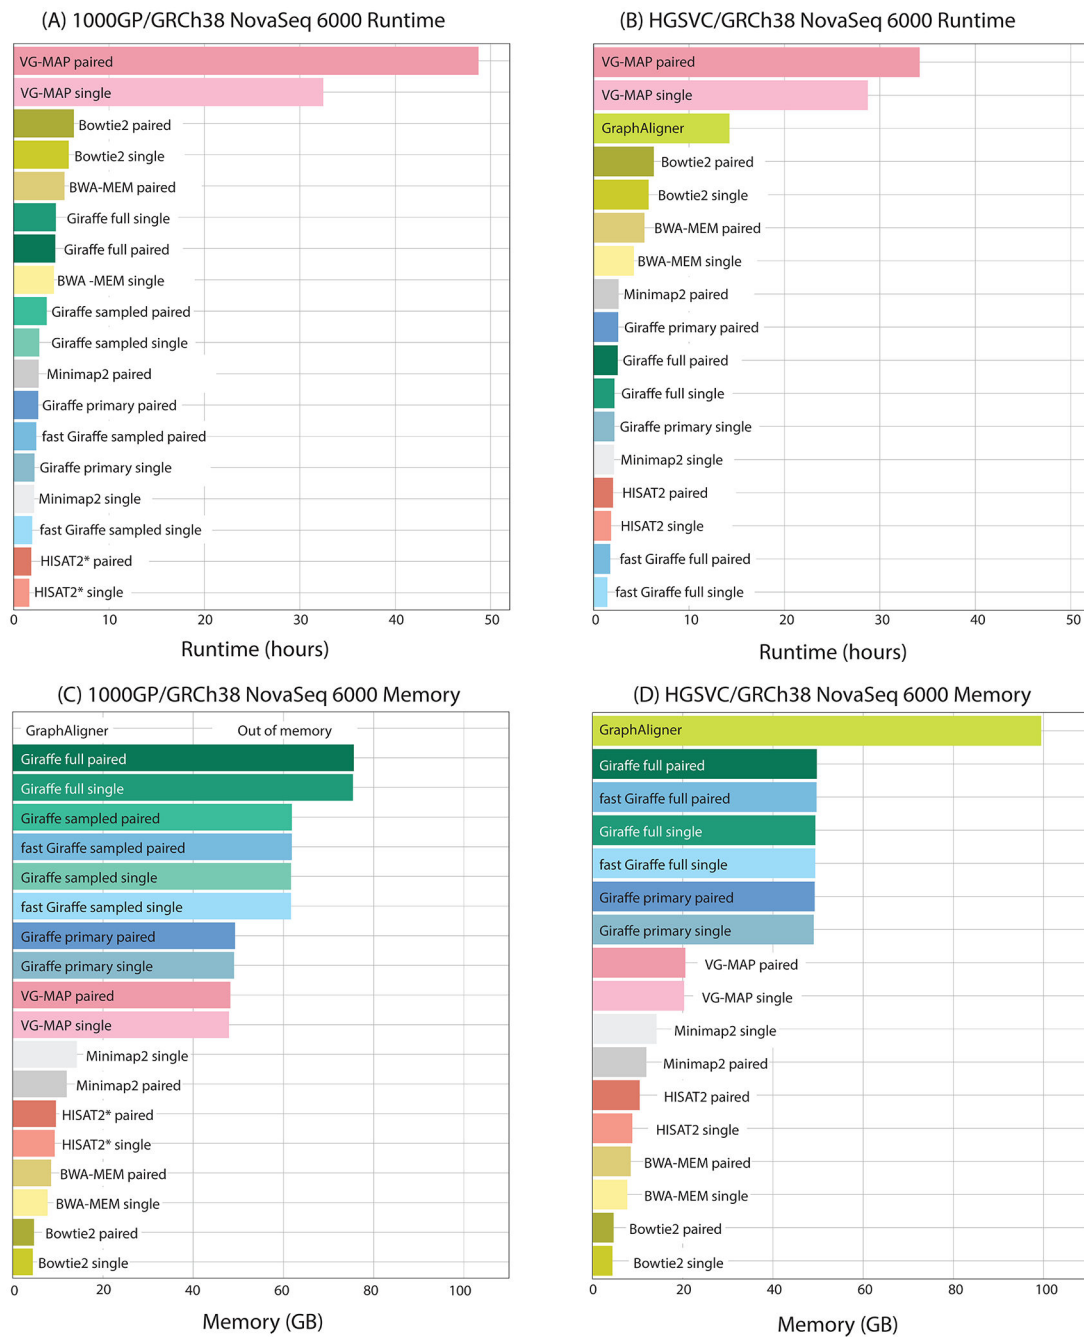 (A) 1000GP/GRCh38 NovaSeq 6000 Runtime
VG-MAP paired
VG-MAP single
Bowtie2 paired
Bowtie2 single
BWA-MEM paired
Giraffe full single
Giraffe full paired
BWA -MEM single
Giraffe sampled paired
Giraffe sampled single
Minimap2 paired
Giraffe primary paired
fast Giraffe sampled paired
Giraffe primary single
Minimap2 single
fast Giraffe sampled single
HISAT2* paired
HISAT2* single
0 10 20 30 40 50
Runtime (hours)
(B) HGSVC/GRCh38 NovaSeq 6000 Runtime
VG-MAP paired
VG-MAP single
GraphAligner
Bowtie2 paired
Bowtie2 single
BWA-MEM paired
BWA-MEM single
Minimap2 paired
Giraffe primary paired
Giraffe full paired
Giraffe full single
Giraffe primary single
Minimap2 single
HISAT2 paired
HISAT2 single
fast Giraffe full paired
fast Giraffe full single
0 10 20 30 40 50
Runtime (hours)
(C) 1000GP/GRCh38 NovaSeq 6000 Memory
GraphAligner Out of memory
Giraffe full paired
Giraffe full single
Giraffe sampled paired
fast Giraffe sampled paired
Giraffe sampled single
fast Giraffe sampled single
Giraffe primary paired
Giraffe primary single
VG-MAP paired
VG-MAP single
Minimap2 single
Minimap2 paired
HISAT2* paired
HISAT2* single
BWA-MEM paired
BWA-MEM single
Bowtie2 paired
Bowtie2 single
0 20 40 60 80 100
Memory (GB)
(D) HGSVC/GRCh38 NovaSeq 6000 Memory
GraphAligner
Giraffe full paired
fast Giraffe full paired
Giraffe full single
fast Giraffe full single
Giraffe primary paired
Giraffe primary single
VG-MAP paired
VG-MAP single
Minimap2 single
Minimap2 paired
HISAT2 paired
HISAT2 single
BWA-MEM paired
BWA-MEM single
Bowtie2 paired
Bowtie2 single
0 20 40 60 80 100
Memory (GB)